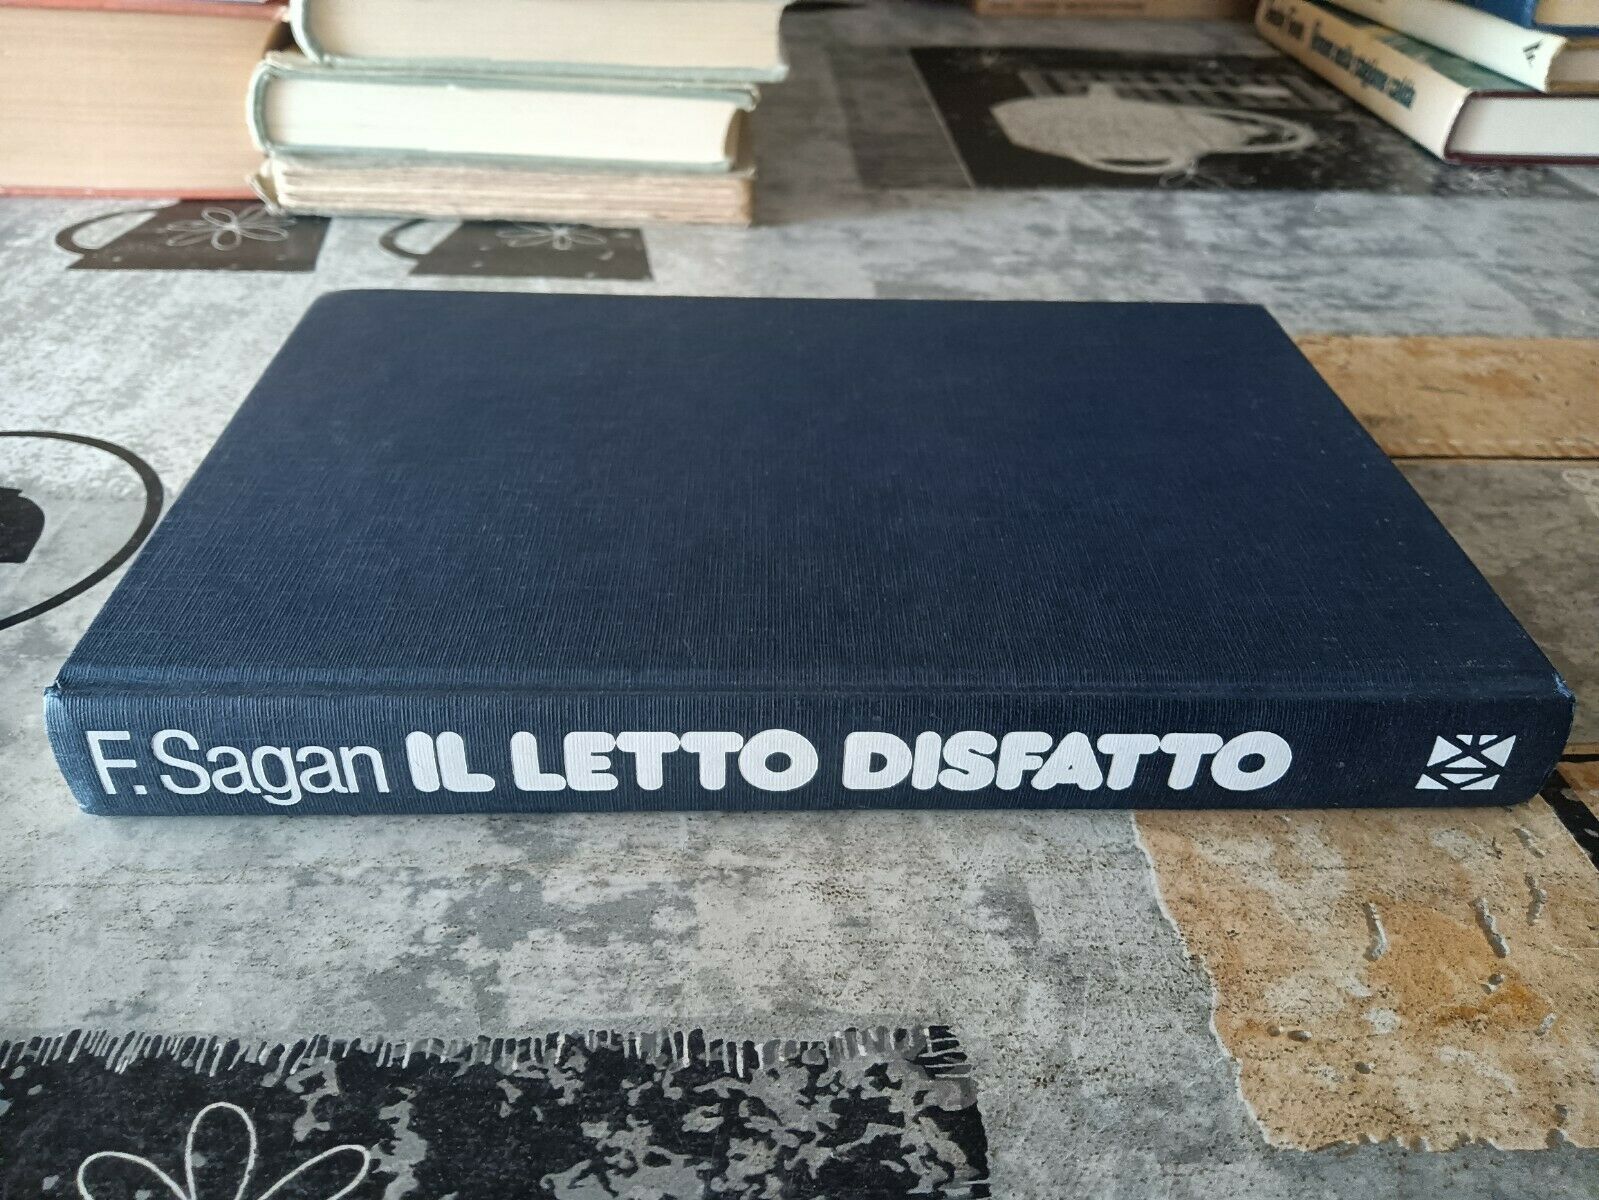 F. Sagan IL LETTO DISFATTO